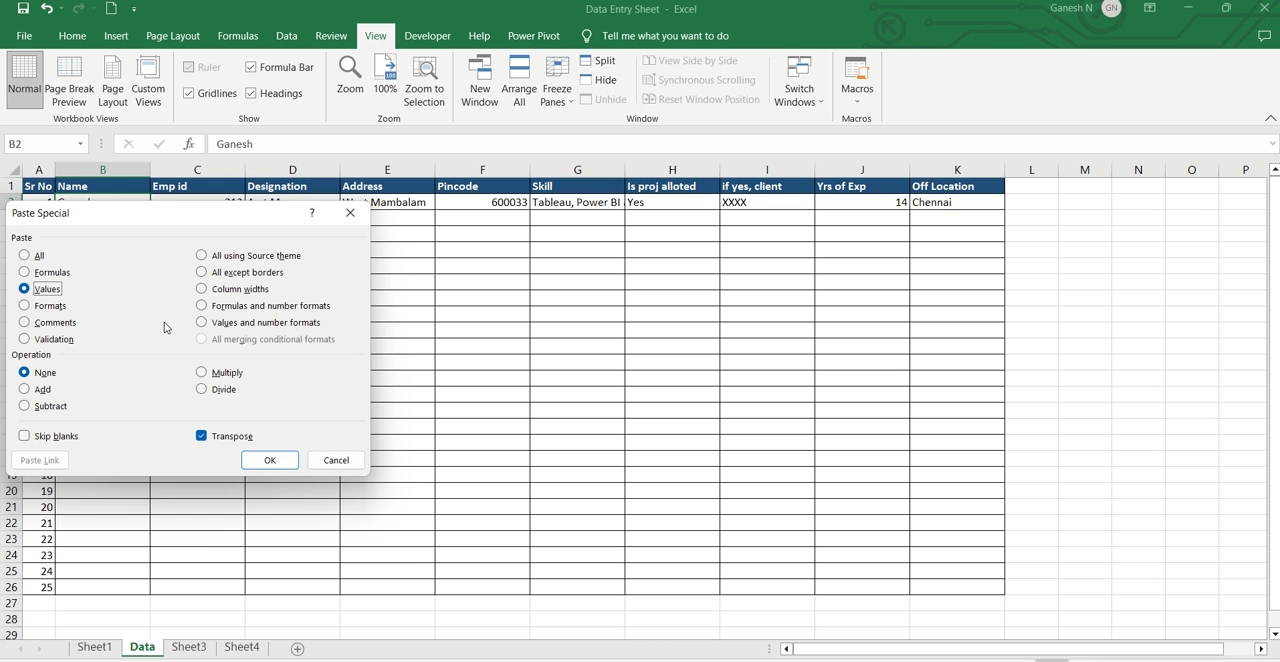 Data Entry Sheet - Excel
Ganesh N GN
File Home Insert Page Layout Formulas Data Review View Developer Help Power Pivot Tell me what you want to do
Normal Page Break Preview Page Layout Custom Views
Workbook Views
Ruler Formula Bar
Gridlines Headings
Show
Zoom 100% Zoom to Selection
Zoom
New Window Arrange All Freeze Panes Split Hide Unhide
View Side by Side
Synchronous Scrolling
Reset Window Position
Window
Switch Windows
Macros
Macros
B2 fx Ganesh
A B C D E F G H I J K L M N O P
1 Sr No Name Emp id Designation Address Pincode Skill Is proj alloted if yes, client Yrs of Exp Off Location
Mambalam 600033 Tableau, Power BI Yes XXXX 14 Chennai
Paste Special ?
Paste
All All using Source theme
Formulas All except borders
Values Column widths
Formats Formulas and number formats
Comments Values and number formats
Validation All merging conditional formats
Operation
None Multiply
Add Divide
Subtract
Skip blanks Transpose
Paste Link OK Cancel
20 19
21 20
22 21
23 22
24 23
25 24
26 25
27
28
29
Sheet1 Data Sheet3 Sheet4